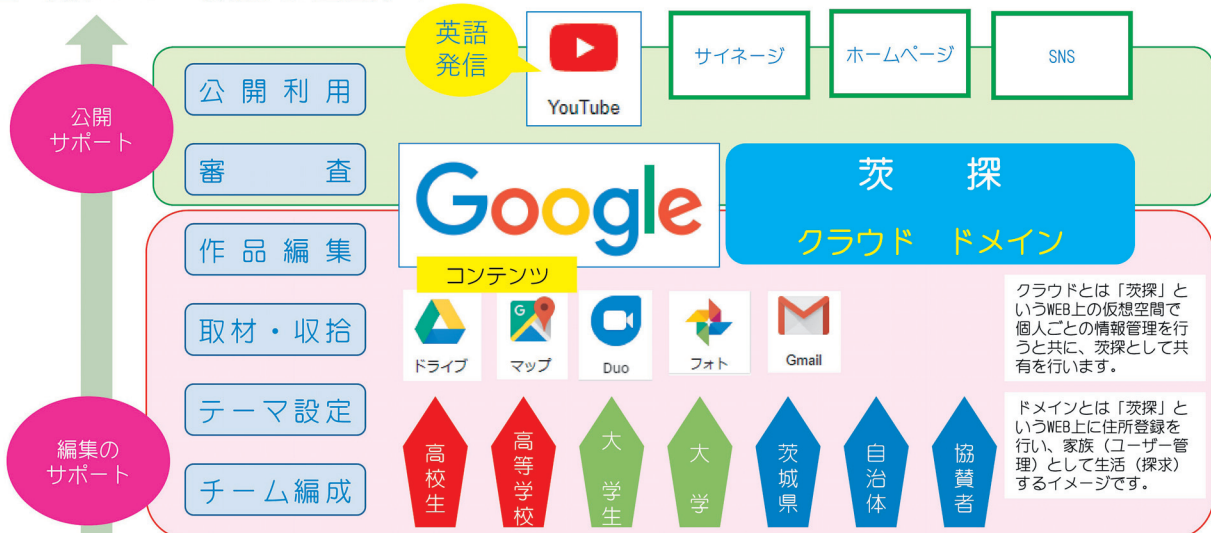 英語
発信
YouTube
サイネージ
ホームページ
SNS
公開利用
公開
サポート
審査
Google
茨探
クラウド ドメイン
作品編集
コンテンツ
取材・収拾
ドライブ
G
マップ
Duo
フォト
Gmail
クラウドとは「茨探」と
いうWEB上の仮想空間で
個人ごとの情報管理を行
うと共に、茨探として共
有を行います。
テーマ設定
編集の
サポート
チーム編成
高校生
高等学校
大学生
大学
茨城県
自治体
協賛者
ドメインとは「茨探」と
いうWEB上に住所登録を
行い、家族(ユーザー管
理)として生活(探求)
するイメージです。